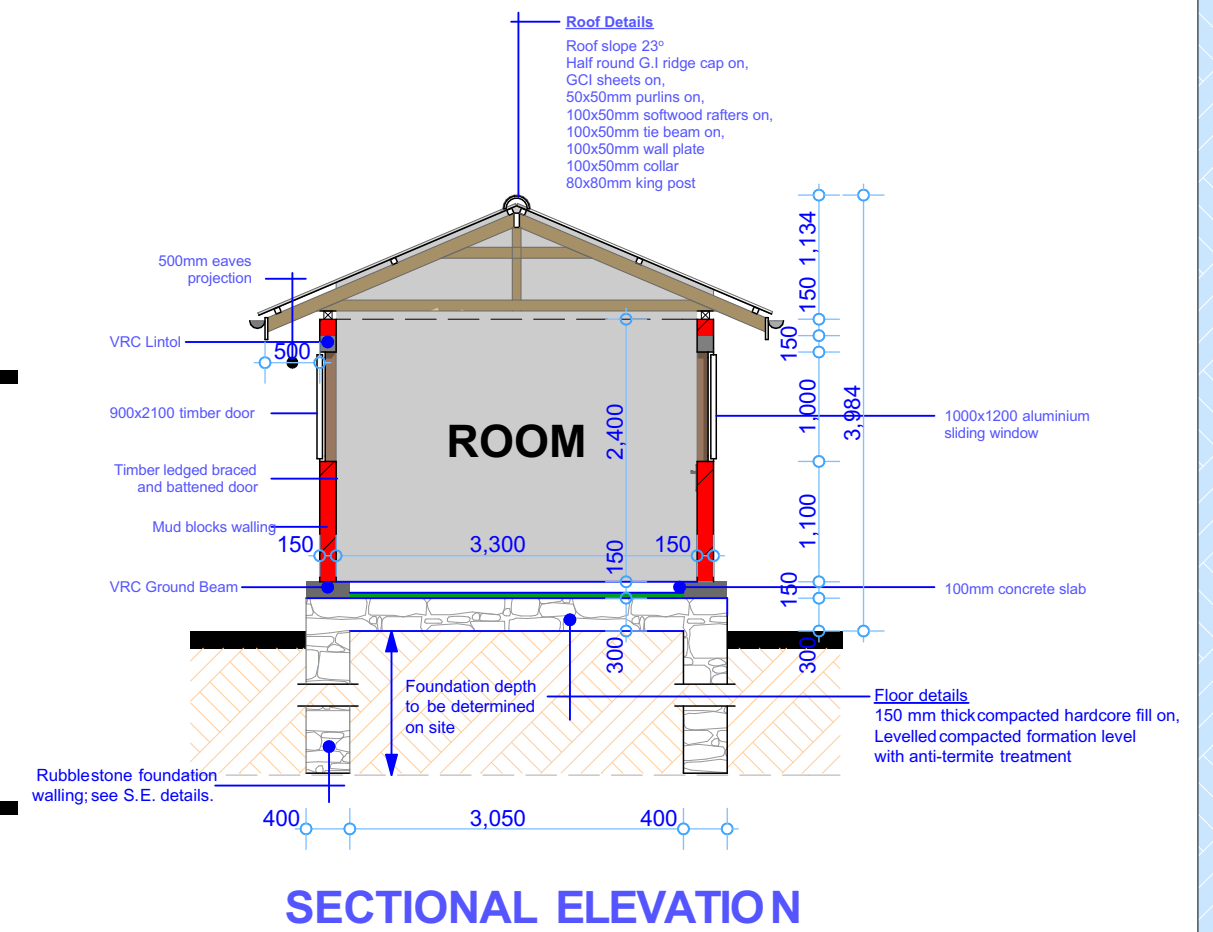 Roof Details
Roof slope 23º
Half round G.I ridge cap on,
GCI sheets on,
50x50mm purlins on,
100x50mm softwood rafters on,
100x50mm tie beam on,
100x50mm wall plate
100x50mm collar
80x80mm king post
500mm eaves
projection
1,134
150
VRC Lintol
500
150
900x2100 timber door
ROOM
2,400
1,000
3,984
1000x1200 aluminium
sliding window
Timber ledged braced
and battened door
Mud blocks walling
1,100
150
3,300
150
150
VRC Ground Beam
150
100mm concrete slab
300
300
Foundation depth
to be determined
on site
Floor details
150 mm thick compacted hardcore fill on,
Levelled compacted formation level
with anti-termite treatment
Rubblestone foundation
walling; see S.E. details.
400
3,050
400
SECTIONAL ELEVATION